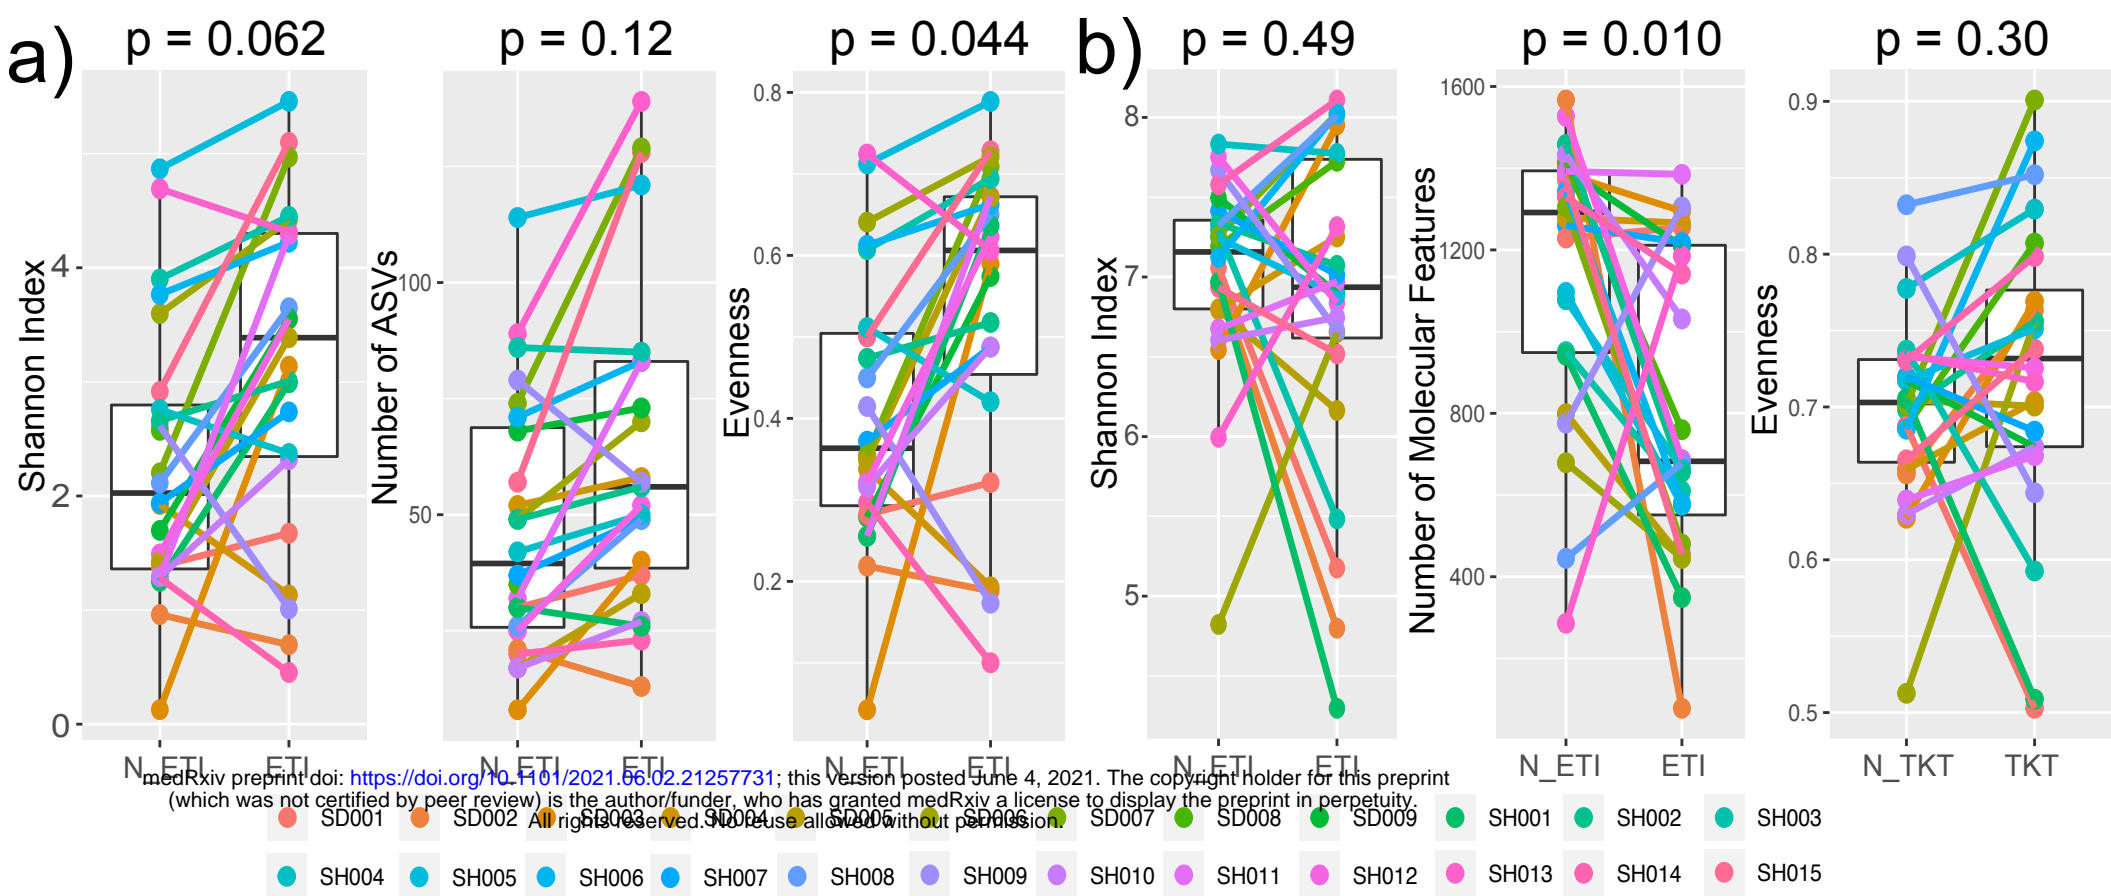 a)
p = 0.062
p = 0.12
p = 0.044
b)
p = 0.49
p = 0.010
p = 0.30
Shannon Index
4
2
0
N_ETI
ETI
Number of ASVs
100
50
N_ETI
ETI
Evenness
0.8
0.6
0.4
0.2
N_ETI
ETI
Shannon Index
8
7
6
5
N_ETI
ETI
Number of Molecular Features
1600
1200
800
400
N_ETI
ETI
Evenness
0.9
0.8
0.7
0.6
0.5
N_TKT
TKT
medRxiv preprint doi: https://doi.org/10.1101/2021.06.02.21257731; this version posted June 4, 2021. The copyright holder for this preprint
(which was not certified by peer review) is the author/funder, who has granted medRxiv a license to display the preprint in perpetuity.
All rights reserved. No reuse allowed without permission.
SD001 SD002 SD003 SD004 SD005 SD006 SD007 SD008 SD009 SH001 SH002 SH003
SH004 SH005 SH006 SH007 SH008 SH009 SH010 SH011 SH012 SH013 SH014 SH015